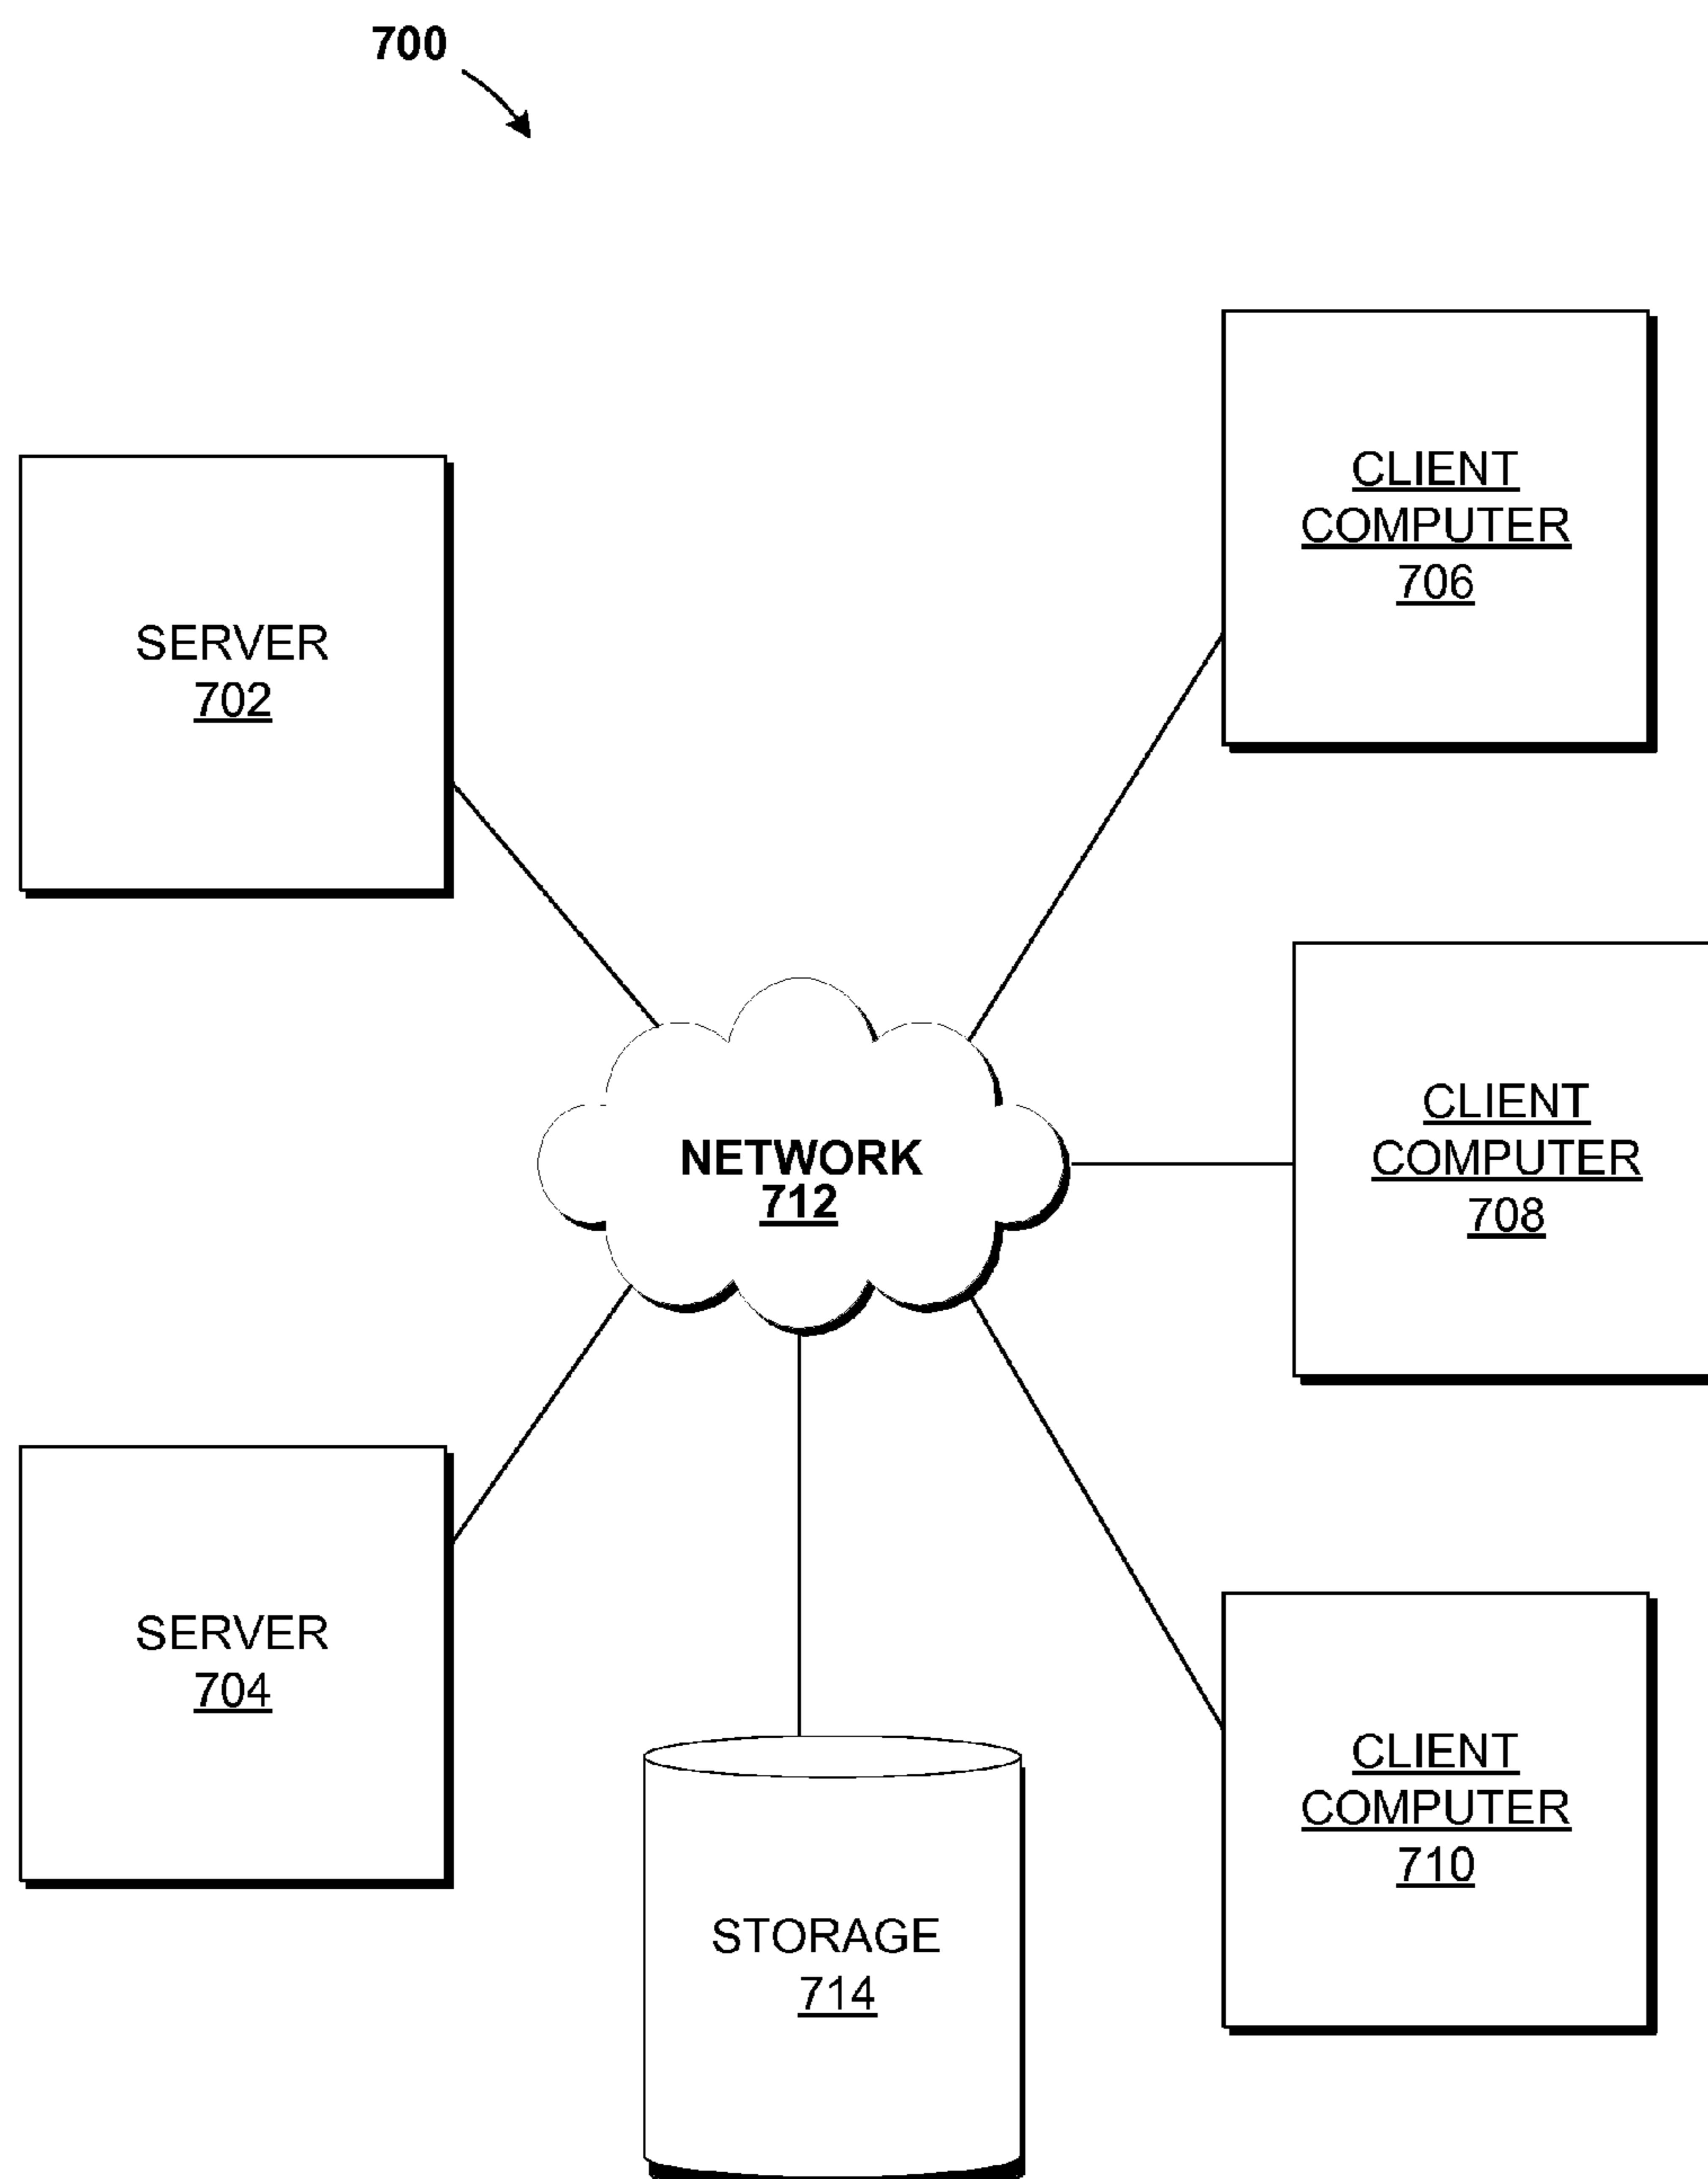 700
CLIENT
COMPUTER
706
SERVER
702
CLIENT
COMPUTER
708
NETWORK
712
SERVER
704
CLIENT
COMPUTER
710
STORAGE
714